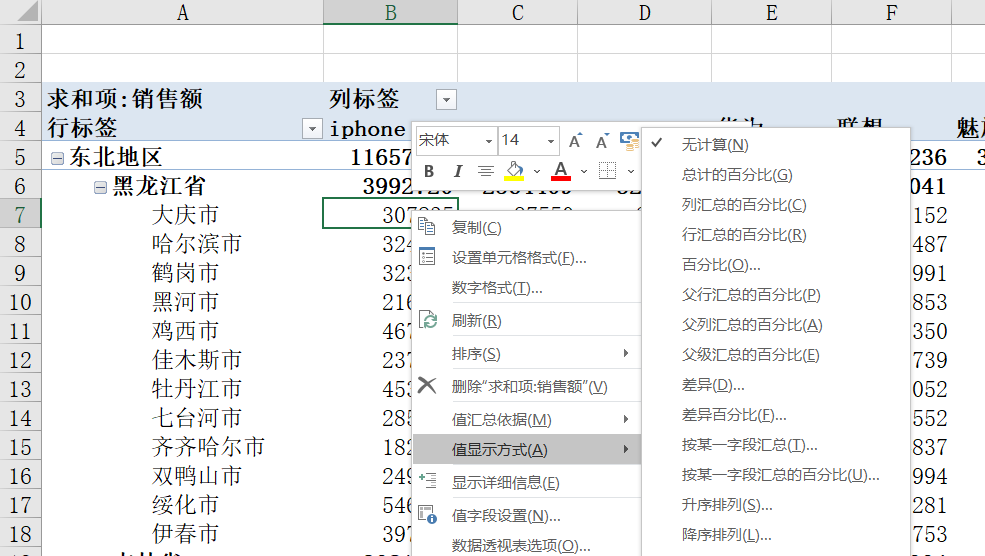 A B C D E F
1
2
3 求和项:销售额 列标签
4 行标签 iphone
5 东北地区 11657 236
6 黑龙江省 041
7 大庆市 152
8 哈尔滨市 324 487
9 鹤岗市 323 991
10 黑河市 216 853
11 鸡西市 467 350
12 佳木斯市 237 739
13 牡丹江市 453 052
14 七台河市 285 552
15 齐齐哈尔市 182 837
16 双鸭山市 249 994
17 绥化市 546 281
18 伊春市 397 753
宋体 14 A A
B I A
复制(C)
设置单元格格式(F)...
数字格式(T)...
刷新(R)
排序(S)
删除“求和项:销售额”(V)
值汇总依据(M)
值显示方式(A)
显示详细信息(E)
值字段设置(N)...
数据透视表选项(O)...
无计算(N)
总计的百分比(G)
列汇总的百分比(C)
行汇总的百分比(R)
百分比(O)...
父行汇总的百分比(P)
父列汇总的百分比(A)
父级汇总的百分比(E)
差异(D)...
差异百分比(F)...
按某一字段汇总(T)...
按某一字段汇总的百分比(U)...
升序排列(S)...
降序排列(L)...